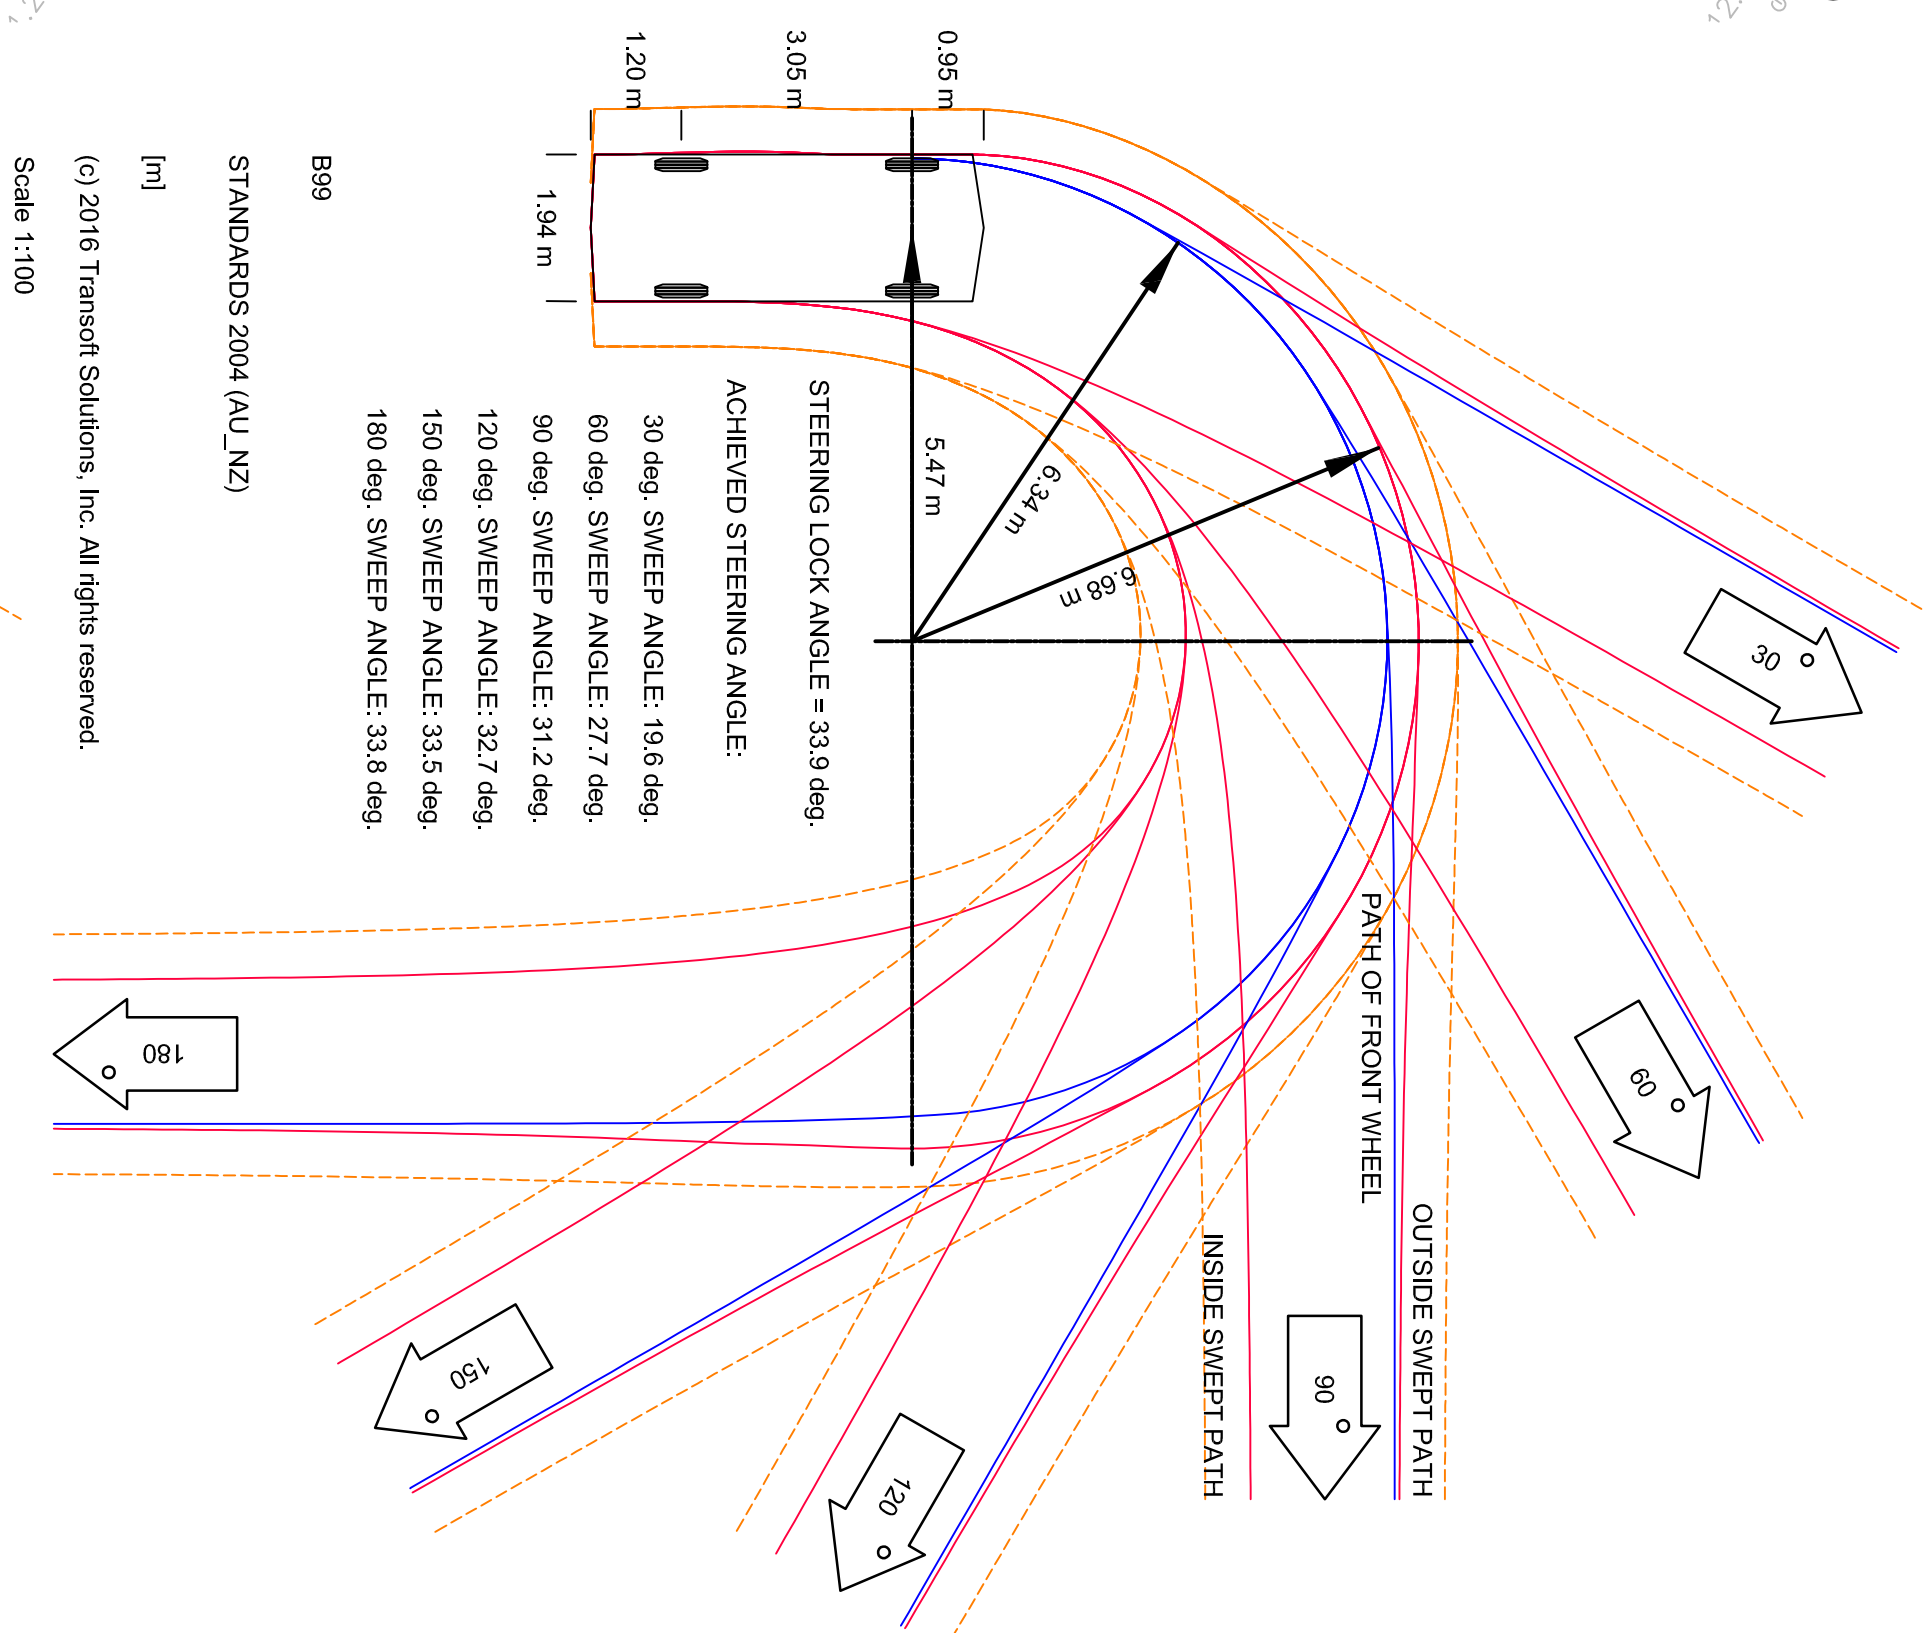 0.95 m
3.05 m
1.20 m
1.94 m
5.47 m
6.34 m
6.68 m
STEERING LOCK ANGLE = 33.9 deg.
ACHIEVED STEERING ANGLE:
30 deg. SWEEP ANGLE: 19.6 deg.
60 deg. SWEEP ANGLE: 27.7 deg.
90 deg. SWEEP ANGLE: 31.2 deg.
120 deg. SWEEP ANGLE: 32.7 deg.
150 deg. SWEEP ANGLE: 33.5 deg.
180 deg. SWEEP ANGLE: 33.8 deg.
B99
STANDARDS 2004 (AU_NZ)
[m]
(c) 2016 Transoft Solutions, Inc. All rights reserved.
Scale 1:100
OUTSIDE SWEPT PATH
PATH OF FRONT WHEEL
INSIDE SWEPT PATH
30°
60°
90°
120°
150°
180°